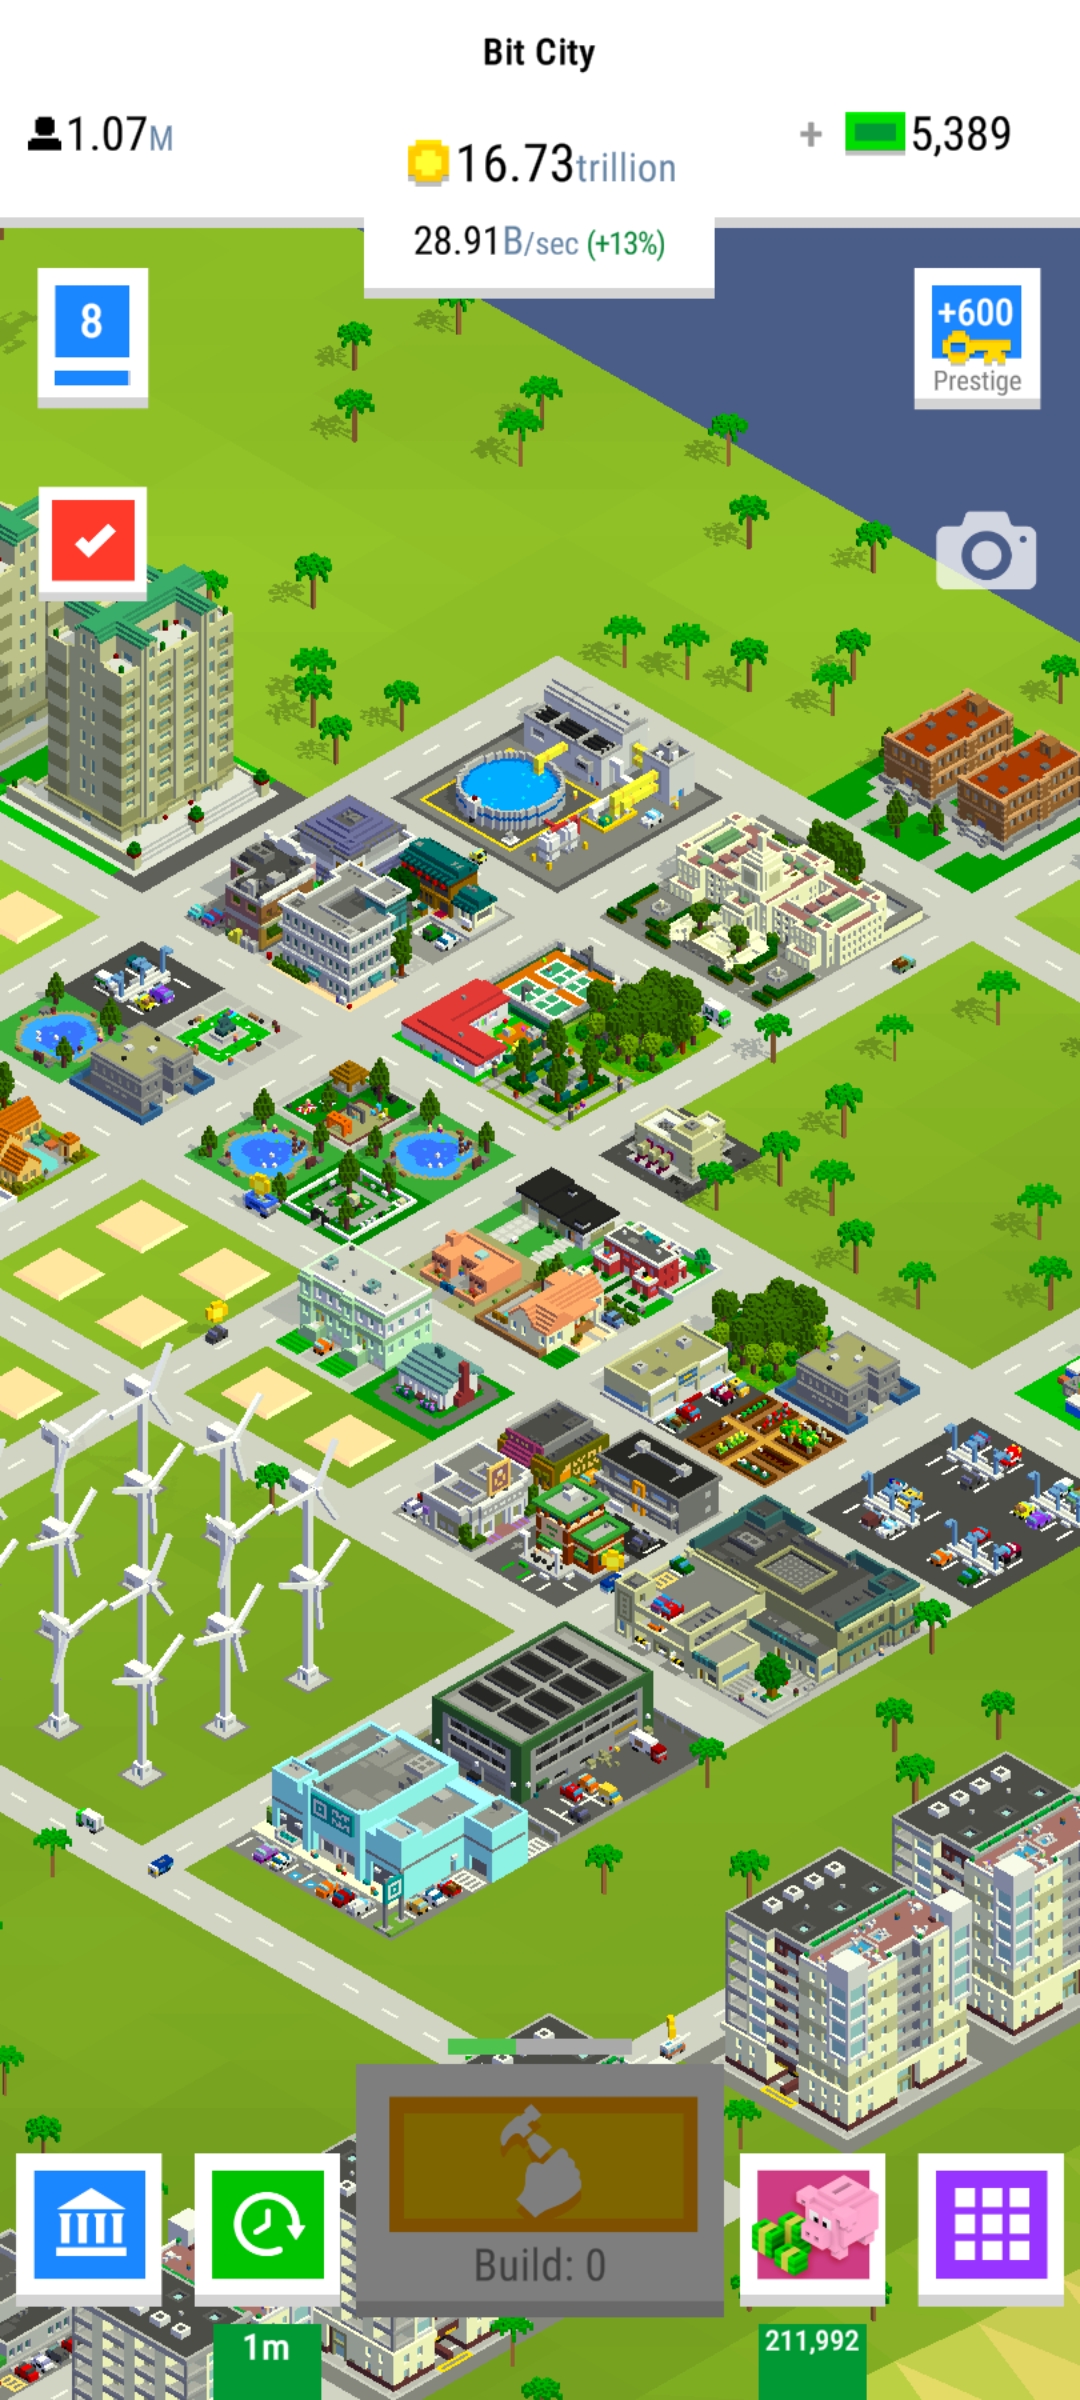 Bit City
1.07M
16.73trillion
+ 5,389
28.91B/sec (+13%)
8
+600
Prestige
Build: 0
1m
211,992